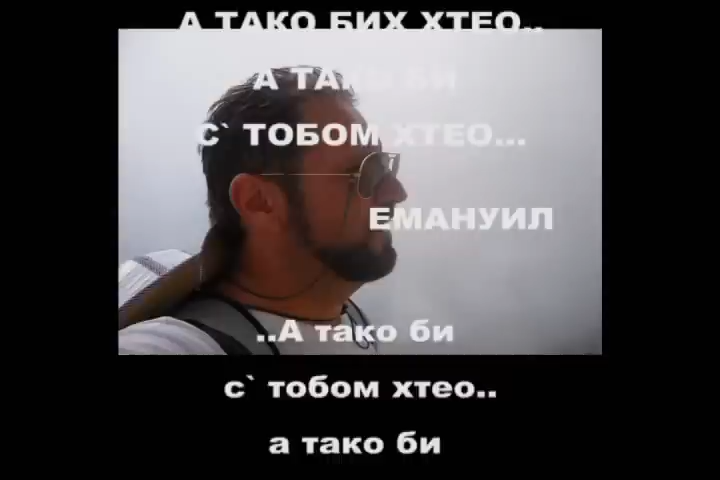 А ТАКО БИХ ХТЕО..
А ТАКО БИ
С` ТОБОМ ХТЕО...
ЕМАНУИЛ
..А тако би
с` тобом хтео..
а тако би